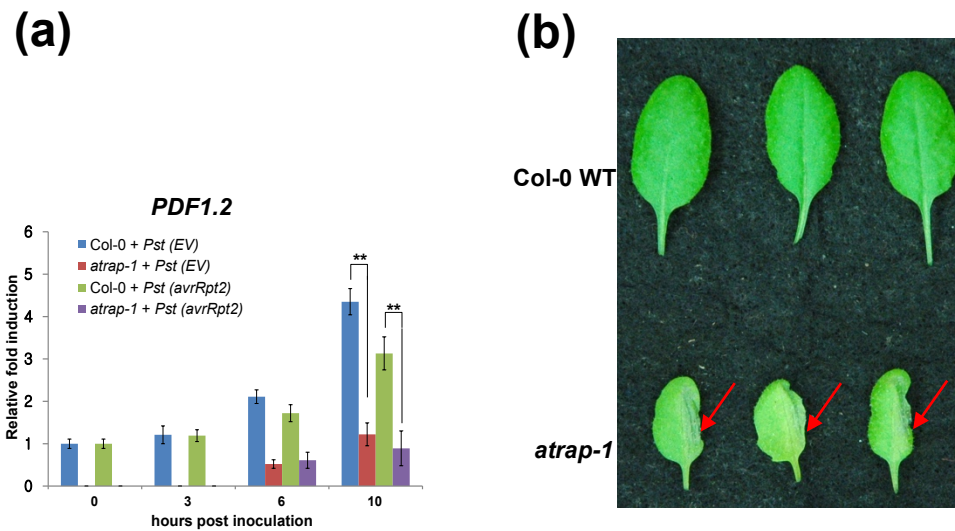 (a)
PDF1.2
Relative fold induction
6
5
4
3
2
1
0
Col-0 + Pst (EV)
atrap-1 + Pst (EV)
Col-0 + Pst (avrRpt2)
atrap-1 + Pst (avrRpt2)
**
**
0 3 6 10
hours post inoculation
(b)
Col-0 WT
atrap-1